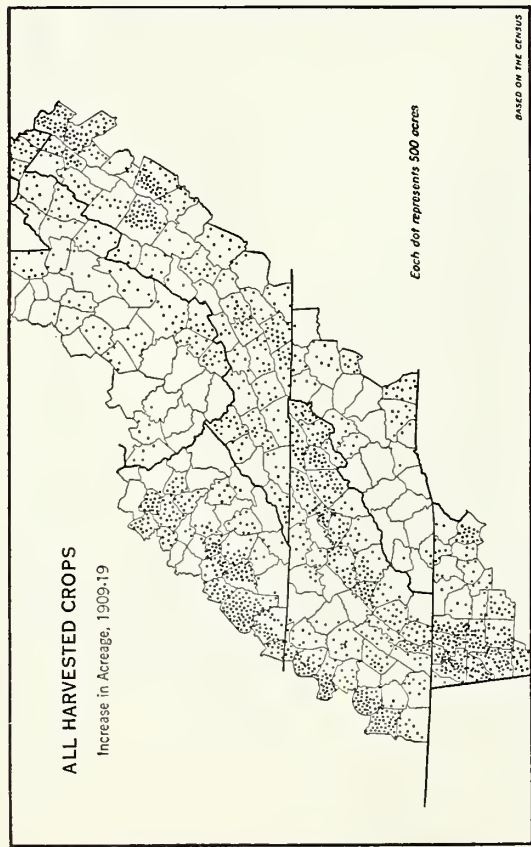 ALL HARVESTED CROPS
Increase in Acreage, 1909-19
Each dot represents 500 acres
BASED ON THE CENSUS